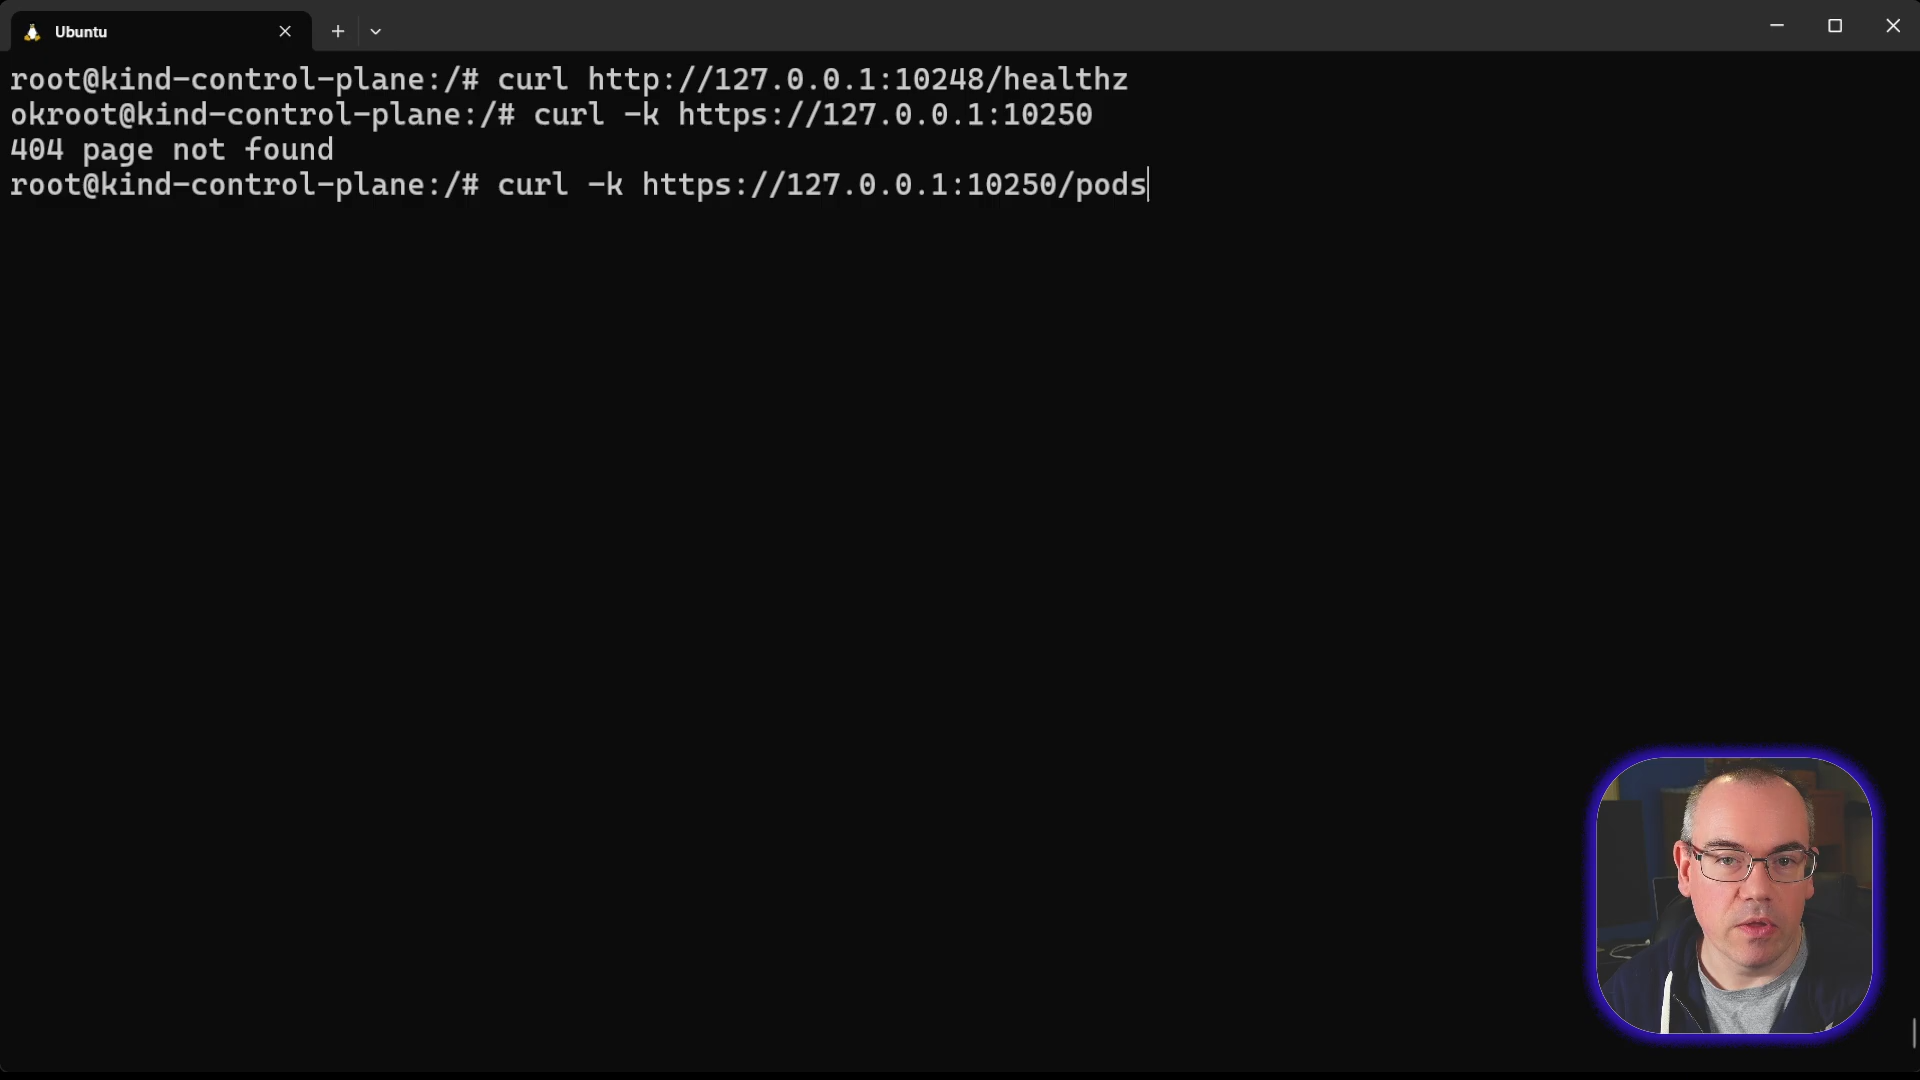 Ubuntu
root@kind-control-plane:/# curl http://127.0.0.1:10248/healthz
okroot@kind-control-plane:/# curl -k https://127.0.0.1:10250
404 page not found
root@kind-control-plane:/# curl -k https://127.0.0.1:10250/pods